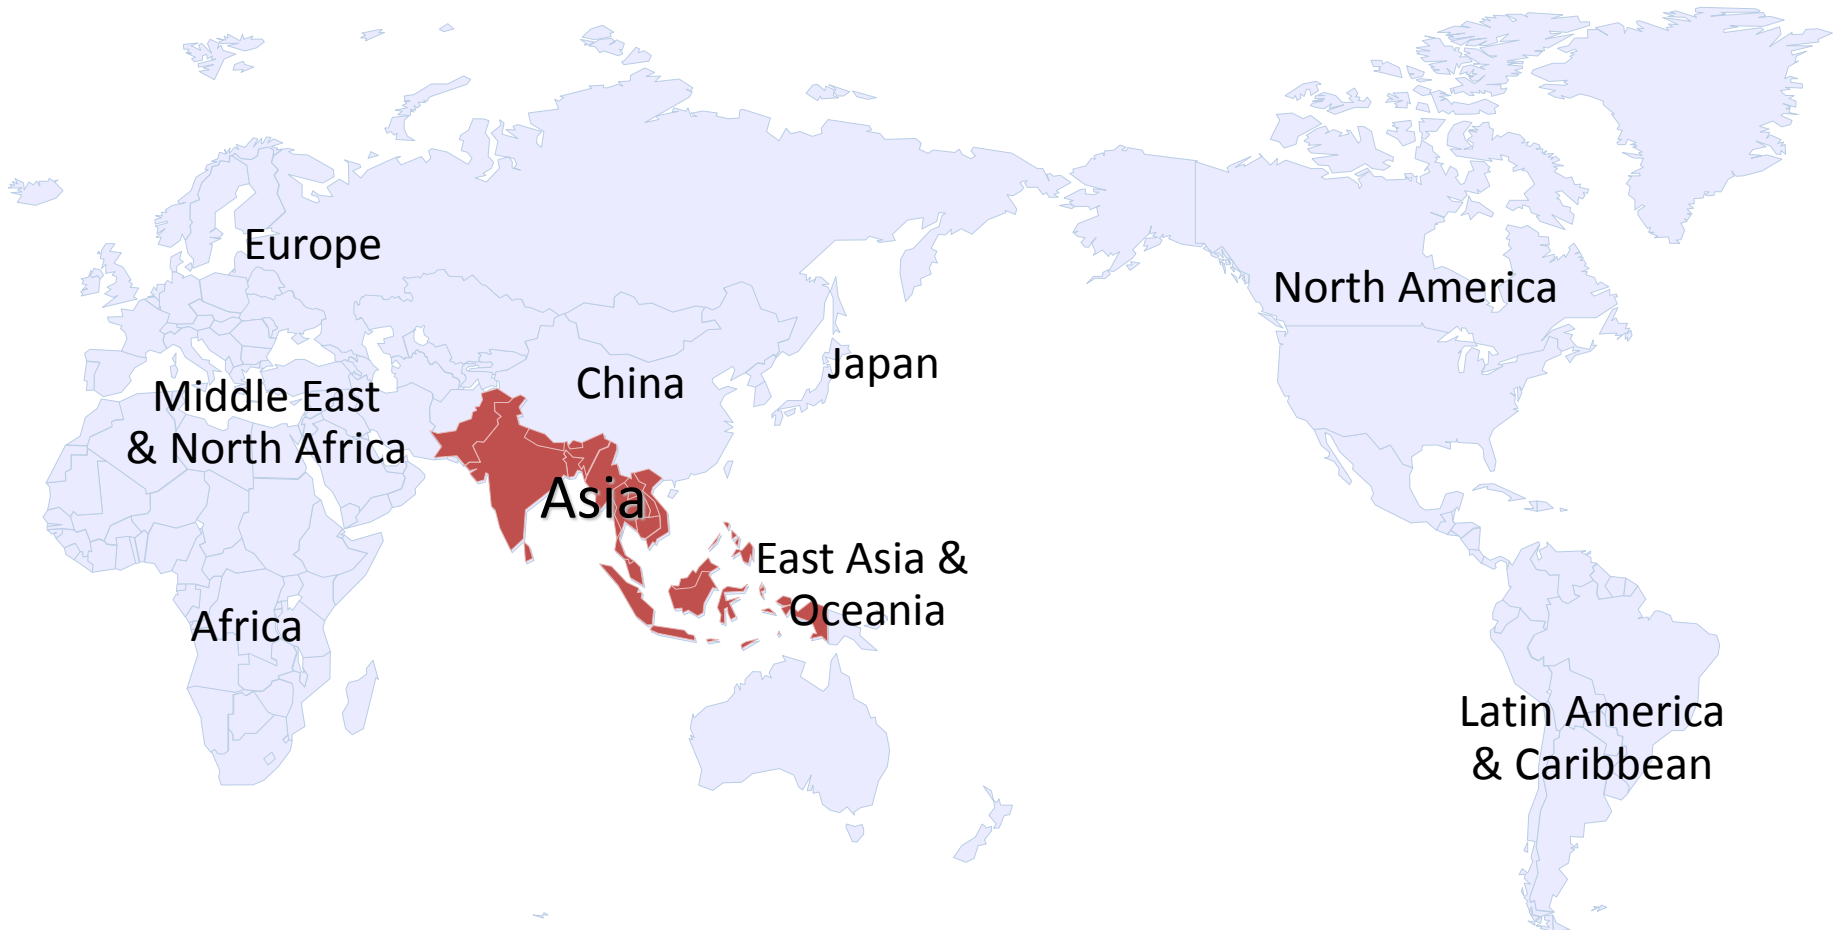 Europe
North America
Japan
China
Middle East
& North Africa
Asia
East Asia &
Oceania
Africa
Latin America
& Caribbean